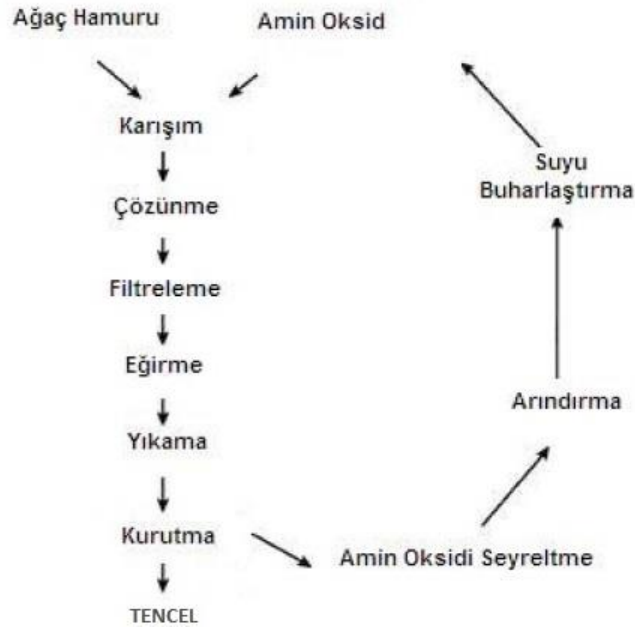 Ağaç Hamuru
Amin Oksid
Karışım
Çözünme
Filtreleme
Eğirme
Yıkama
Kurutma
TENCEL
Amin Oksidi Seyreltme
Arındırma
Suyu
Buharlaştırma